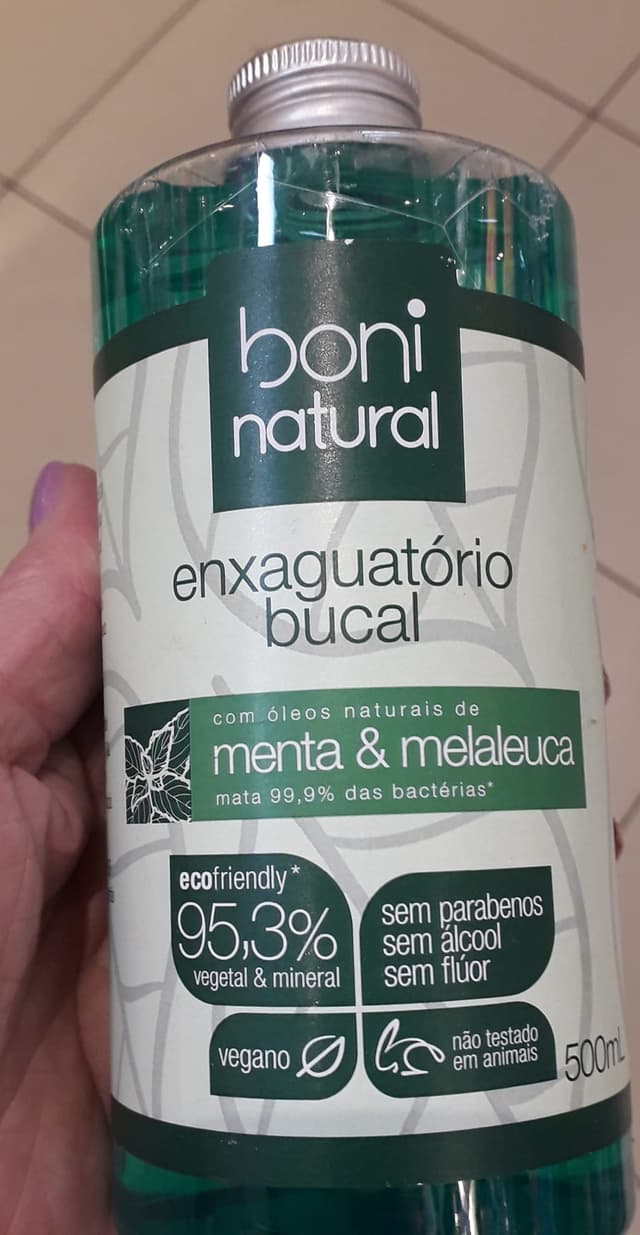 boni
natural
enxaguatório
bucal
com óleos naturais de
menta & melaleuca
mata 99,9% das bactérias*
ecofriendly*
95,3%
vegetal & mineral
sem parabenos
sem álcool
sem flúor
vegano
não testado
em animais
500mL